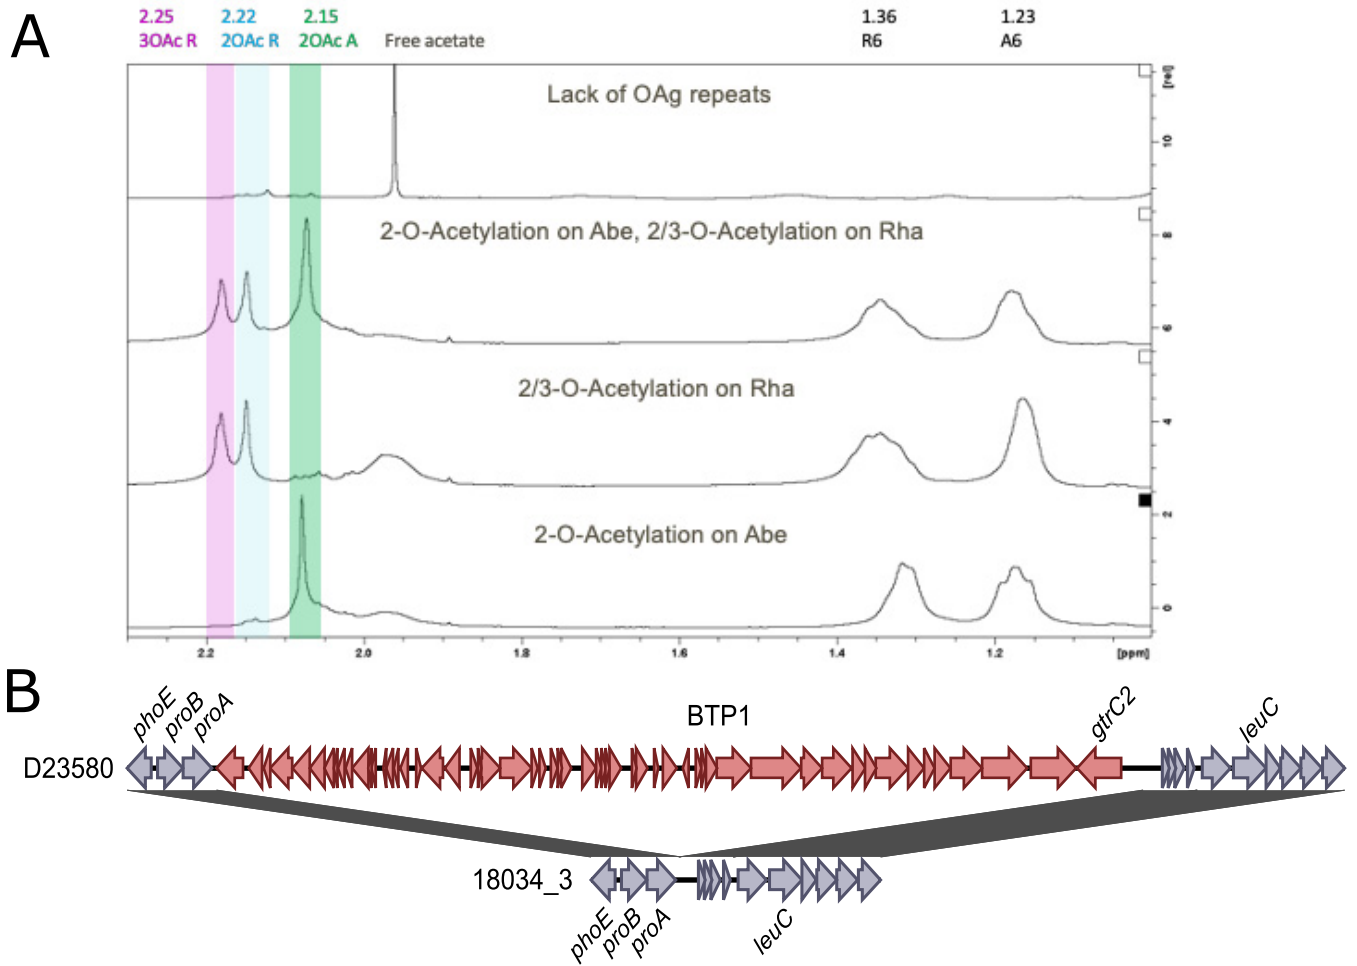 A
2.25 2.22 2.15 1.36 1.23
3OAc R 2OAc R 2OAc A Free acetate R6 A6
Lack of OAg repeats
[rel]
10
2-O-Acetylation on Abe, 2/3-O-Acetylation on Rha
8
6
2/3-O-Acetylation on Rha
4
2
2-O-Acetylation on Abe
0
2.2 2.0 1.8 1.6 1.4 1.2 [ppm]
B
phoE proB proA BTP1 gtrC2 leuC
D23580
18034_3
phoE proB proA leuC